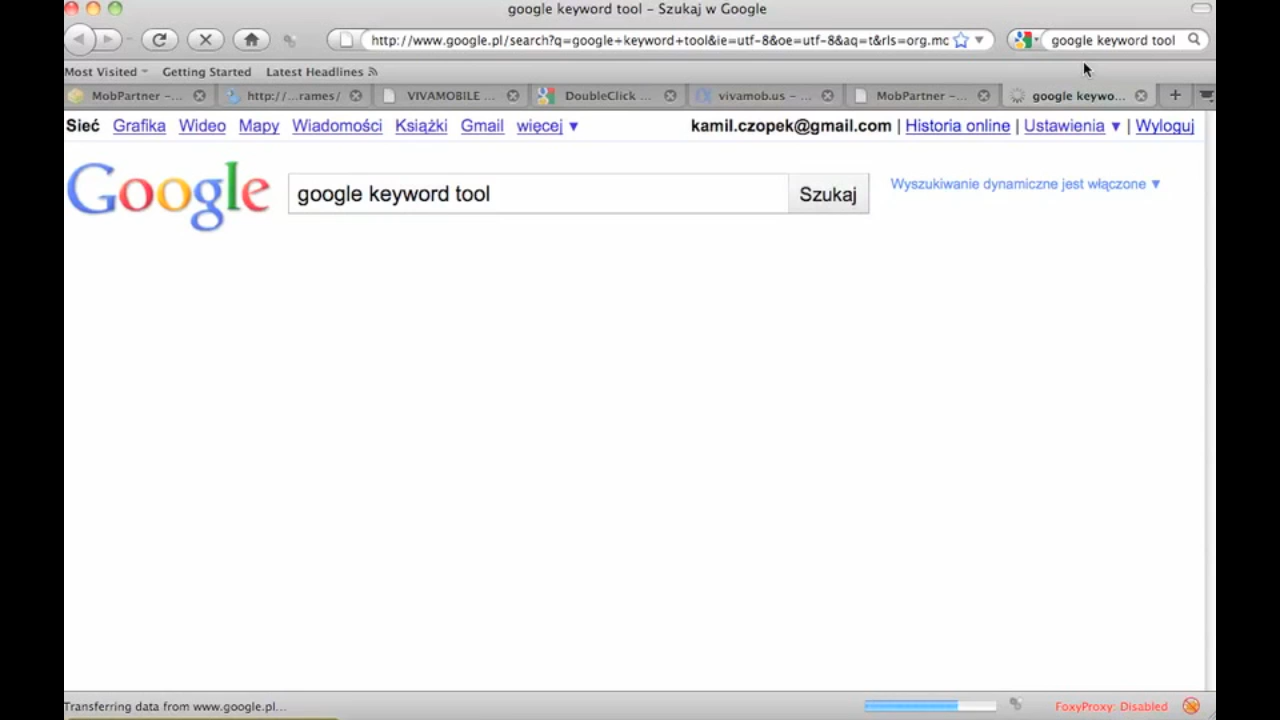 google keyword tool – Szukaj w Google
http://www.google.pl/search?q=google+keyword+tool&ie=utf-8&oe=utf-8&aq=t&rls=org.mc
google keyword tool
Most Visited Getting Started Latest Headlines
MobPartner –... http://...rames/ VIVAMOBILE ... DoubleClick ... vivamob.us – ... MobPartner –... google keywo...
Sieć Grafika Wideo Mapy Wiadomości Książki Gmail więcej ▼ kamil.czopek@gmail.com | Historia online | Ustawienia ▼ | Wyloguj
Google google keyword tool Szukaj Wyszukiwanie dynamiczne jest włączone ▼
Transferring data from www.google.pl... FoxyProxy: Disabled